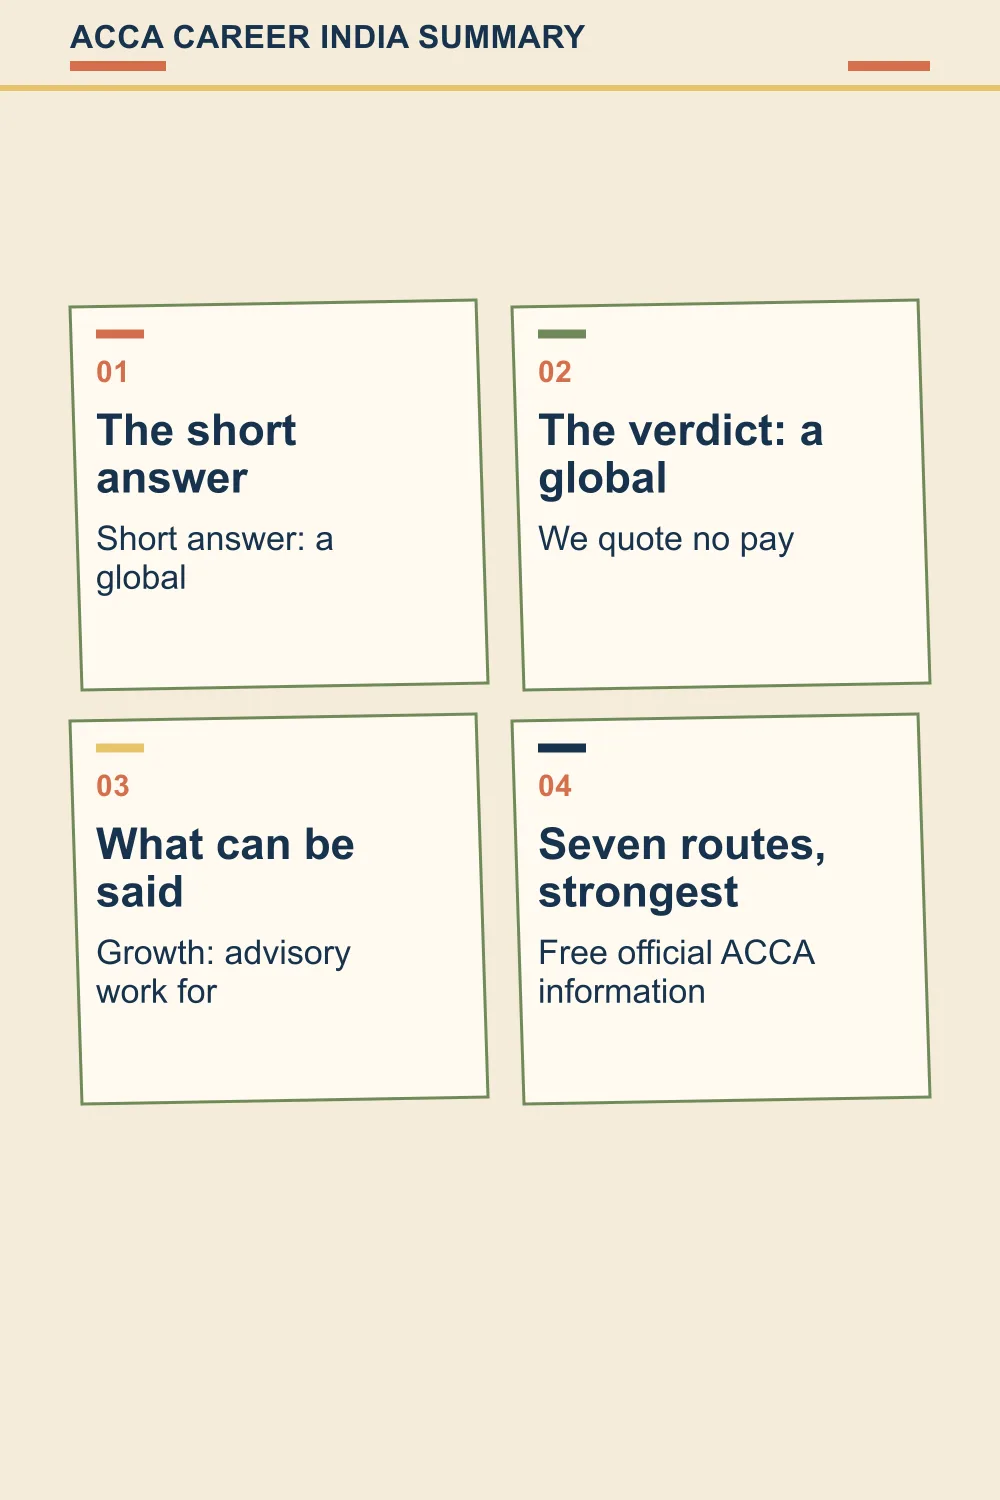 ACCA CAREER INDIA SUMMARY
01
The short
answer
Short answer: a
global
02
The verdict: a
global
We quote no pay
03
What can be
said
Growth: advisory
work for
04
Seven routes,
strongest
Free official ACCA
information